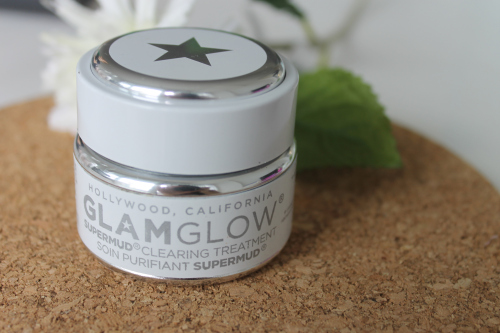 HOLLYWOOD, CALIFORNIA
GLAMGLOW®
SUPERMUD® CLEARING TREATMENT
SOIN PURIFIANT SUPERMUD®